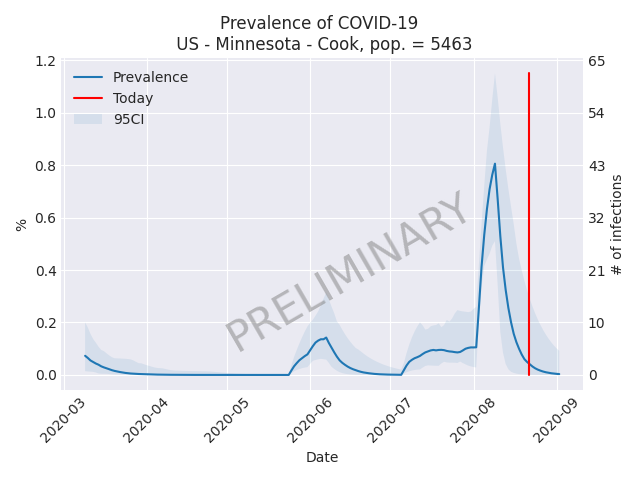 Prevalence of COVID-19
US - Minnesota - Cook, pop. = 5463
Prevalence
Today
95CI
1.2
1.0
0.8
0.6
0.4
0.2
0.0
%
65
54
43
32
21
10
0
# of infections
PRELIMINARY
2020-03
2020-04
2020-05
2020-06
2020-07
2020-08
2020-09
Date